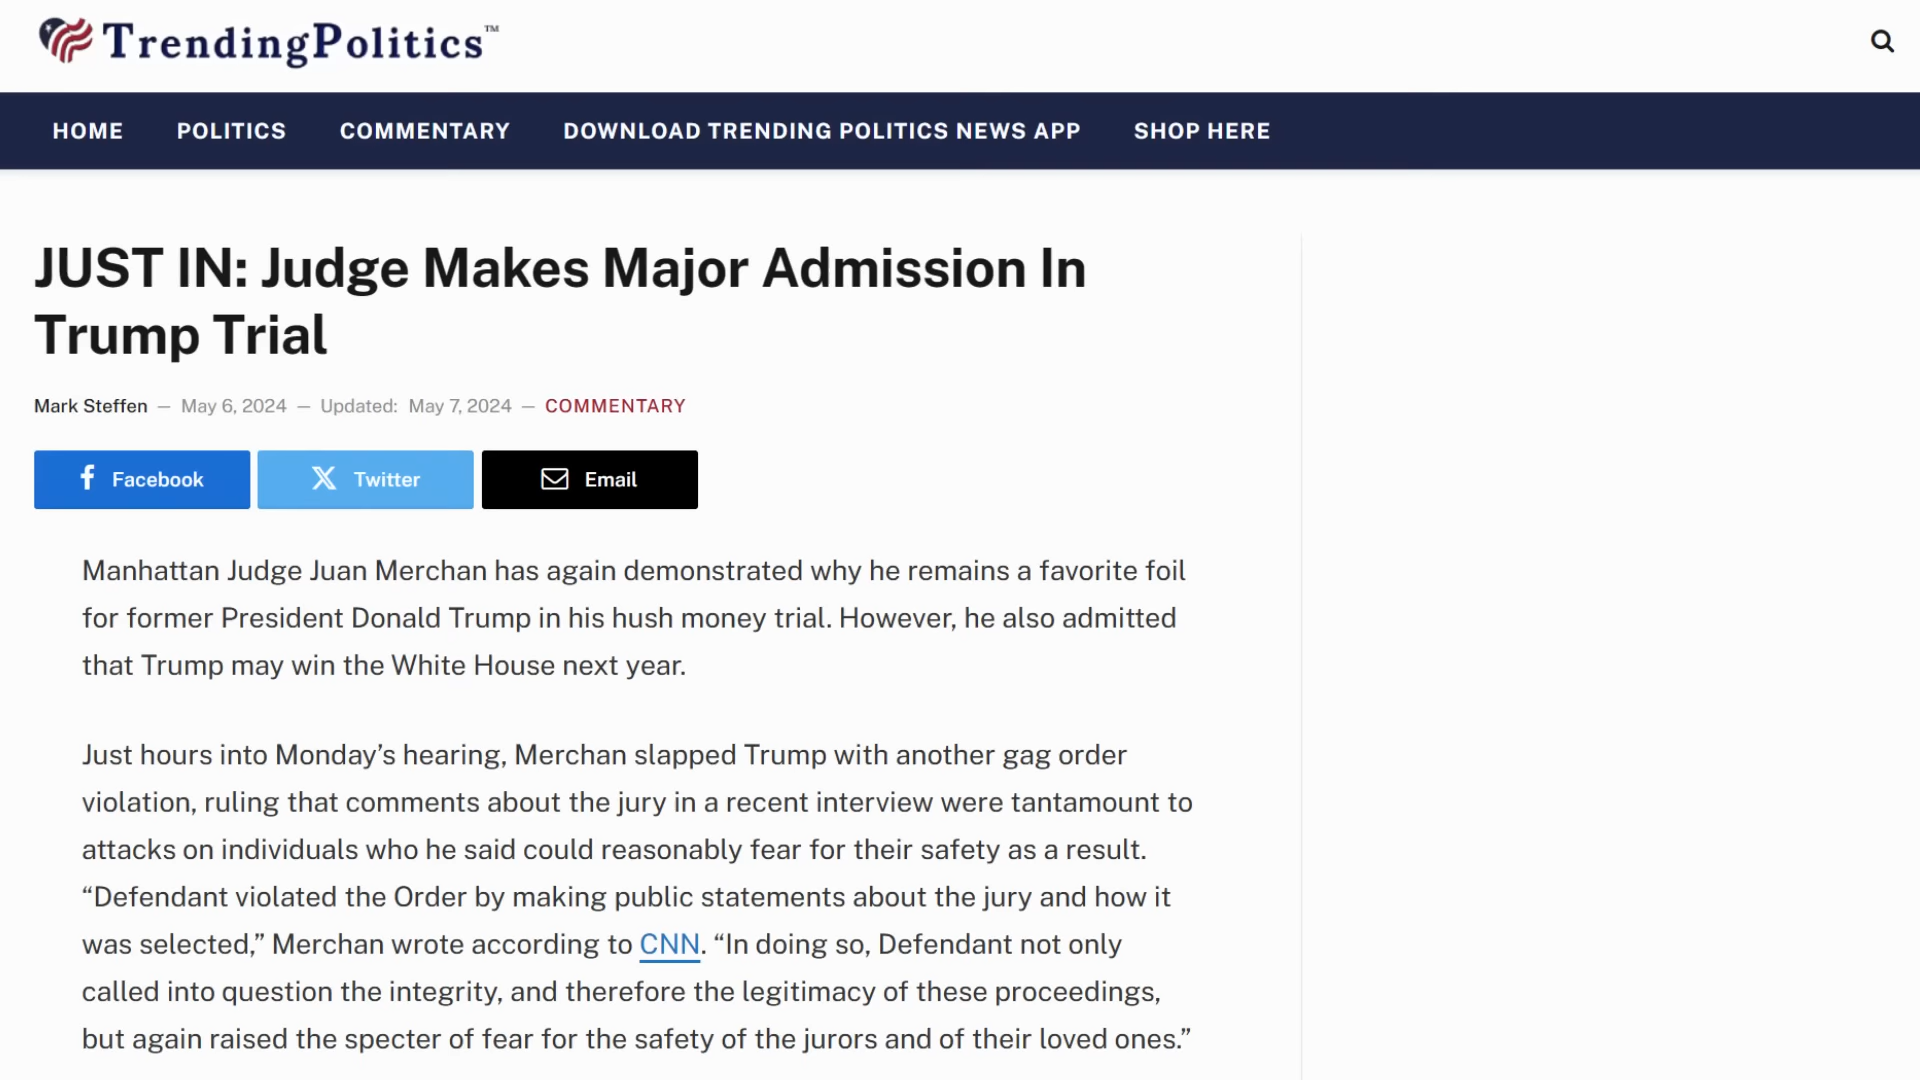 TrendingPolitics™
HOME POLITICS COMMENTARY DOWNLOAD TRENDING POLITICS NEWS APP SHOP HERE
JUST IN: Judge Makes Major Admission In
Trump Trial
Mark Steffen — May 6, 2024 — Updated: May 7, 2024 — COMMENTARY
Facebook Twitter Email
Manhattan Judge Juan Merchan has again demonstrated why he remains a favorite foil
for former President Donald Trump in his hush money trial. However, he also admitted
that Trump may win the White House next year.
Just hours into Monday’s hearing, Merchan slapped Trump with another gag order
violation, ruling that comments about the jury in a recent interview were tantamount to
attacks on individuals who he said could reasonably fear for their safety as a result.
“Defendant violated the Order by making public statements about the jury and how it
was selected,” Merchan wrote according to CNN. “In doing so, Defendant not only
called into question the integrity, and therefore the legitimacy of these proceedings,
but again raised the specter of fear for the safety of the jurors and of their loved ones.”